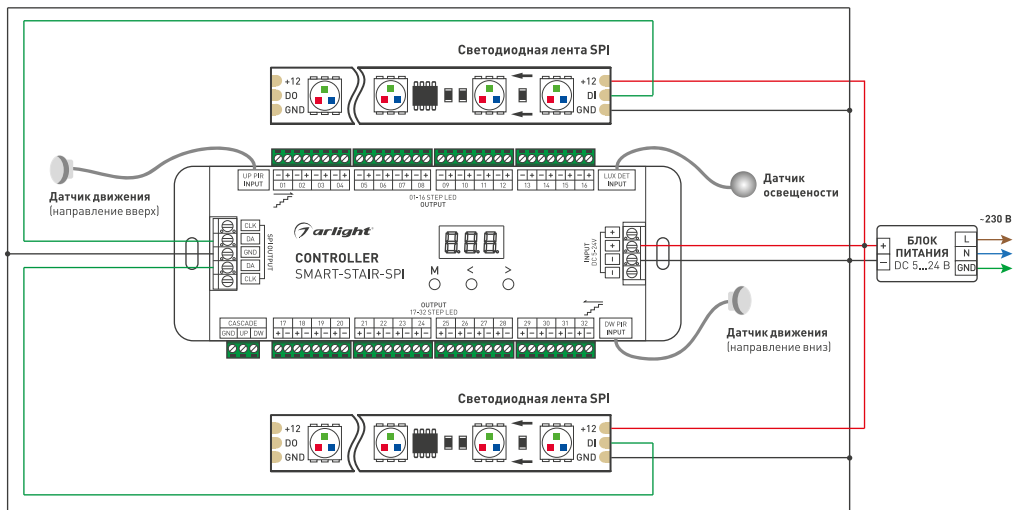 Светодиодная лента SPI
+12
DO
GND
+12
DI
GND
Датчик движения
(направление вверх)
UP PIR
INPUT
- + - + - + - +
01 02 03 04
- + - + - + - +
05 06 07 08
- + - + - + - +
09 10 11 12
- + - + - + - +
13 14 15 16
LUX DET
INPUT
Датчик
освещености
01-16 STEP LED
OUTPUT
CLK
DA
GND
DA
CLK
SPI OUTPUT
arlight
CONTROLLER
SMART-STAIR-SPI
888
M < >
INPUT
DC 5-24V
+
+
-
-
~230 В
+
-
БЛОК
ПИТАНИЯ
DC 5...24 В
L
N
GND
OUTPUT
17-32 STEP LED
CASCADE
GND UP DW
17 18 19 20
+ - + - + - + -
21 22 23 24
+ - + - + - + -
25 26 27 28
+ - + - + - + -
29 30 31 32
+ - + - + - + -
DW PIR
INPUT
Датчик движения
(направление вниз)
Светодиодная лента SPI
+12
DO
GND
+12
DI
GND